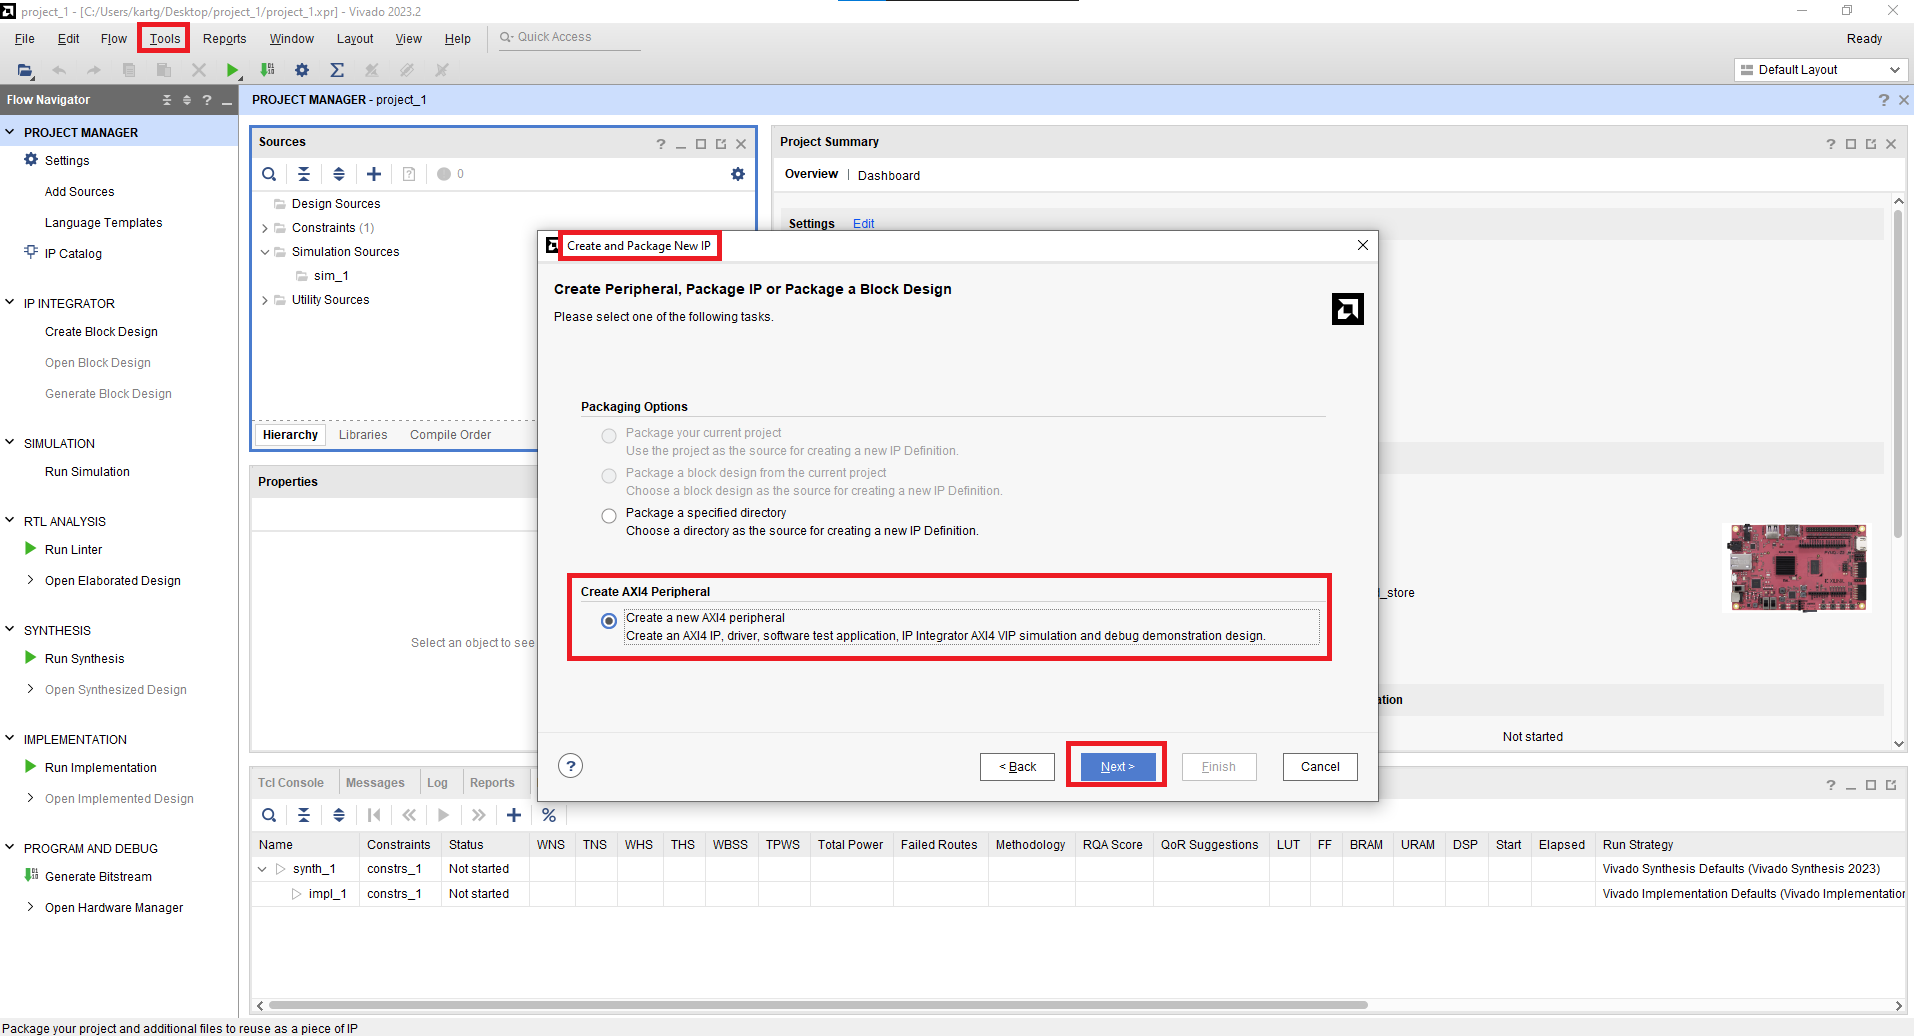 project_1 - [C:/Users/kartg/Desktop/project_1/project_1.xpr] - Vivado 2023.2
File Edit Flow Tools Reports Window Layout View Help Quick Access Ready
Default Layout
Flow Navigator
PROJECT MANAGER - project_1
PROJECT MANAGER
Settings
Add Sources
Language Templates
IP Catalog
IP INTEGRATOR
Create Block Design
Open Block Design
Generate Block Design
SIMULATION
Run Simulation
RTL ANALYSIS
Run Linter
Open Elaborated Design
SYNTHESIS
Run Synthesis
Open Synthesized Design
IMPLEMENTATION
Run Implementation
Open Implemented Design
PROGRAM AND DEBUG
Generate Bitstream
Open Hardware Manager
Sources
0
Design Sources
Constraints (1)
Simulation Sources
sim_1
Utility Sources
Hierarchy Libraries Compile Order
Properties
Select an object to see
Project Summary
Overview | Dashboard
Settings Edit
_store
ation
Not started
Create and Package New IP
Create Peripheral, Package IP or Package a Block Design
Please select one of the following tasks.
Packaging Options
Package your current project
Use the project as the source for creating a new IP Definition.
Package a block design from the current project
Choose a block design as the source for creating a new IP Definition.
Package a specified directory
Choose a directory as the source for creating a new IP Definition.
Create AXI4 Peripheral
Create a new AXI4 peripheral
Create an AXI4 IP, driver, software test application, IP Integrator AXI4 VIP simulation and debug demonstration design.
? < Back Next > Finish Cancel
Tcl Console Messages Log Reports
Name Constraints Status WNS TNS WHS THS WBSS TPWS Total Power Failed Routes Methodology RQA Score QoR Suggestions LUT FF BRAM URAM DSP Start Elapsed Run Strategy
synth_1 constrs_1 Not started Vivado Synthesis Defaults (Vivado Synthesis 2023)
impl_1 constrs_1 Not started Vivado Implementation Defaults (Vivado Implementation
Package your project and additional files to reuse as a piece of IP